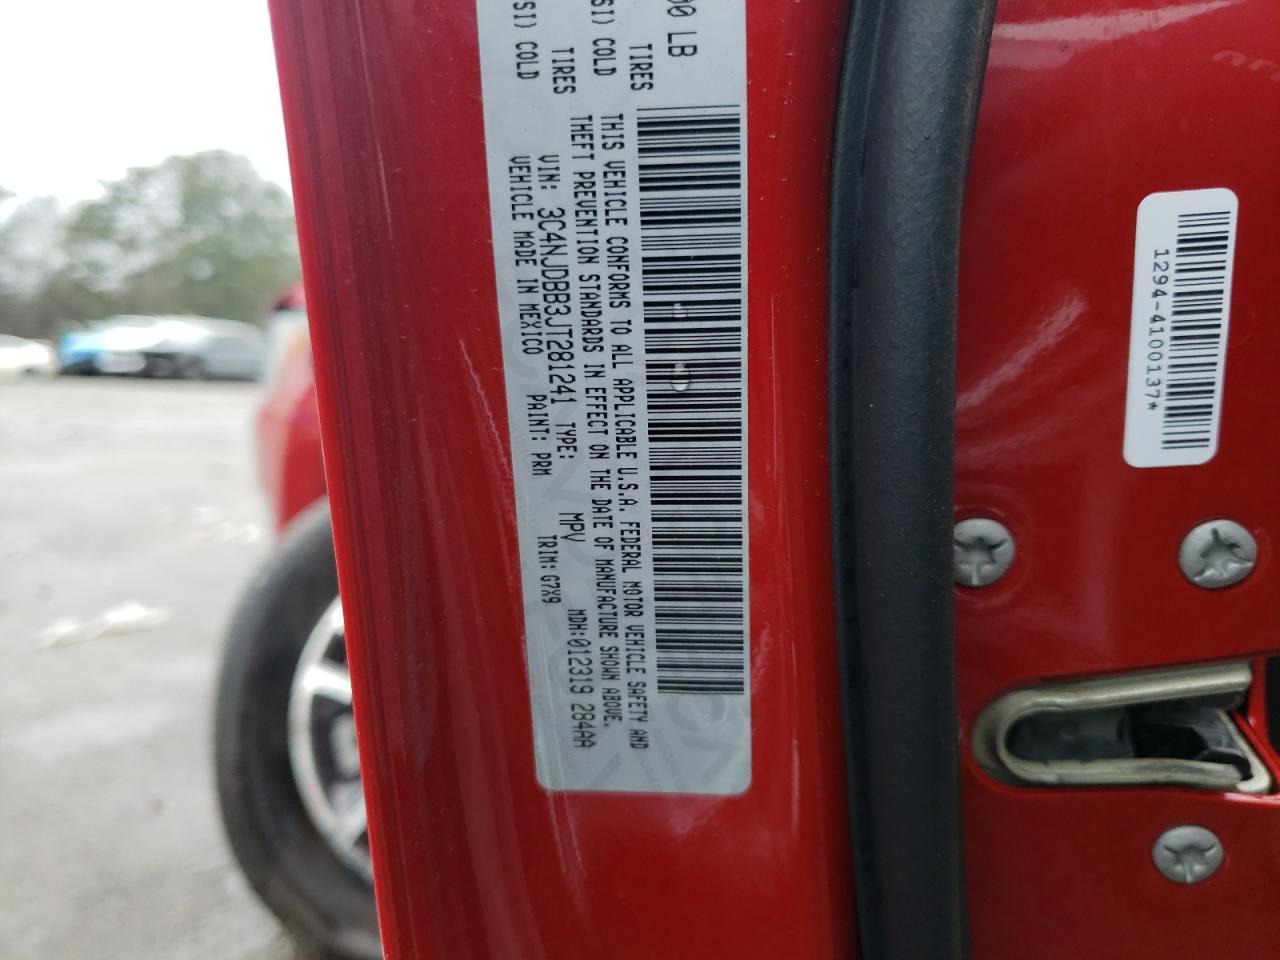 00 LB
TIRES
SI) COLD
TIRES
SI) COLD
THIS VEHICLE CONFORMS TO ALL APPLICABLE U.S.A. FEDERAL MOTOR VEHICLE SAFETY AND
THEFT PREVENTION STANDARDS IN EFFECT ON THE DATE OF MANUFACTURE SHOWN ABOVE.
VIN: 3C4NJDBB3JT281241 TYPE: MPV MDH:012319 284AA
VEHICLE MADE IN MEXICO PAINT: PRM TRIM: G7X9
1294-4100137*